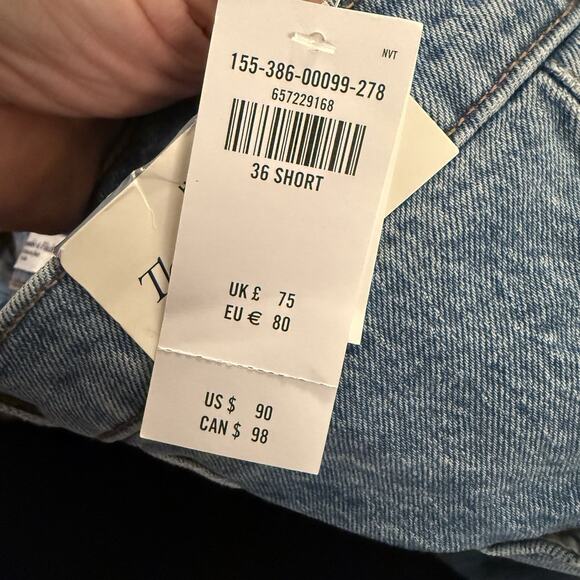 NVT
155-386-00099-278
657229168
36 SHORT
UK £ 75
EU € 80
US $ 90
CAN $ 98